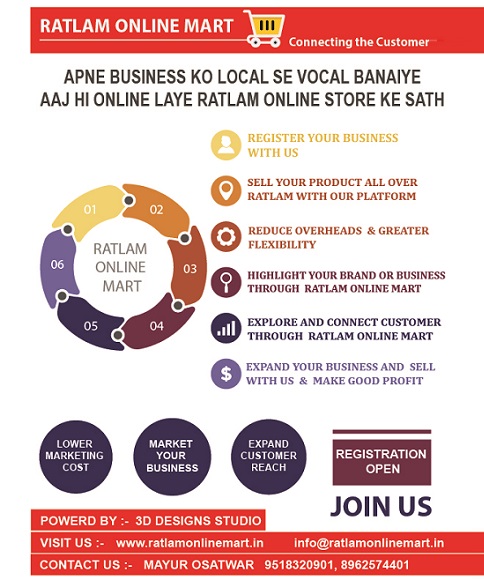 RATLAM ONLINE MART
Connecting the Customer
APNE BUSINESS KO LOCAL SE VOCAL BANAIYE
AAJ HI ONLINE LAYE RATLAM ONLINE STORE KE SATH
01
02
03
04
05
06
RATLAM
ONLINE
MART
REGISTER YOUR BUSINESS
WITH US
SELL YOUR PRODUCT ALL OVER
RATLAM WITH OUR PLATFORM
REDUCE OVERHEADS & GREATER
FLEXIBILITY
HIGHLIGHT YOUR BRAND OR BUSINESS
THROUGH RATLAM ONLINE MART
EXPLORE AND CONNECT CUSTOMER
THROUGH RATLAM ONLINE MART
$
EXPAND YOUR BUSINESS AND SELL
WITH US & MAKE GOOD PROFIT
LOWER
MARKETING
COST
MARKET
YOUR
BUSINESS
EXPAND
CUSTOMER
REACH
REGISTRATION
OPEN
JOIN US
POWERD BY :- 3D DESIGNS STUDIO
VISIT US :- www.ratlamonlinemart.in info@ratlamonlinemart.in
CONTACT US :- MAYUR OSATWAR 9518320901, 8962574401